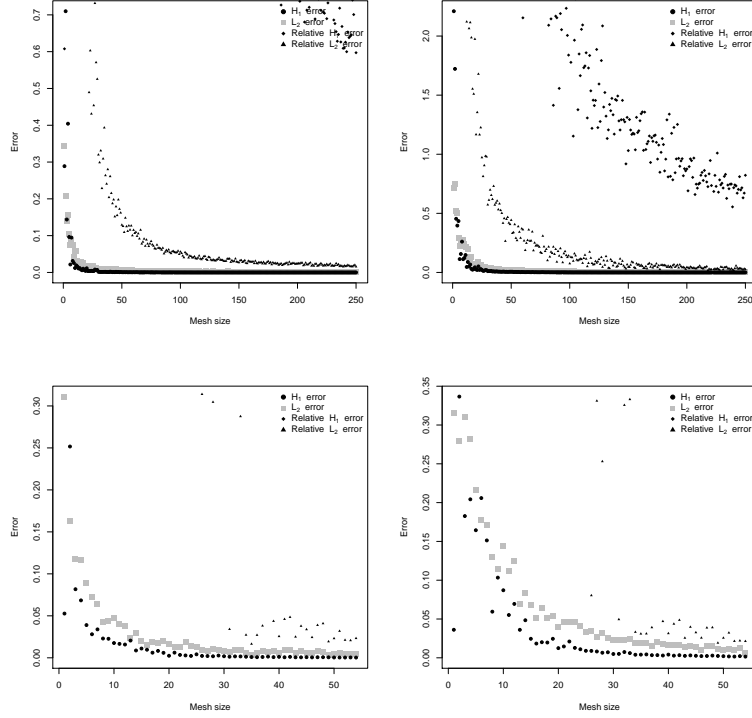 H1 error
L2 error
Relative H1 error
Relative L2 error
0.0 0.1 0.2 0.3 0.4 0.5 0.6 0.7
Error
0 50 100 150 200 250
Mesh size
H1 error
L2 error
Relative H1 error
Relative L2 error
0.0 0.5 1.0 1.5 2.0
Error
0 50 100 150 200 250
Mesh size
H1 error
L2 error
Relative H1 error
Relative L2 error
0.00 0.05 0.10 0.15 0.20 0.25 0.30
Error
0 10 20 30 40 50
Mesh size
H1 error
L2 error
Relative H1 error
Relative L2 error
0.00 0.05 0.10 0.15 0.20 0.25 0.30 0.35
Error
0 10 20 30 40 50
Mesh size